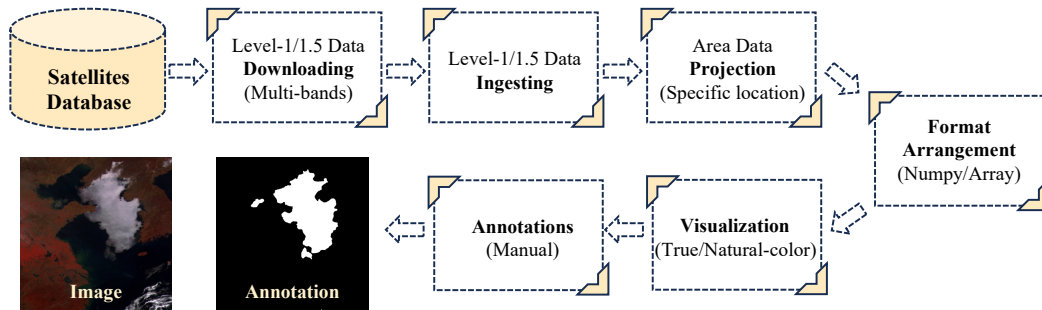 Satellites
Database
Level-1/1.5 Data
Downloading
(Multi-bands)
Level-1/1.5 Data
Ingesting
Area Data
Projection
(Specific location)
Format
Arrangement
(Numpy/Array)
Visualization
(True/Natural-color)
Annotations
(Manual)
Annotation
Image